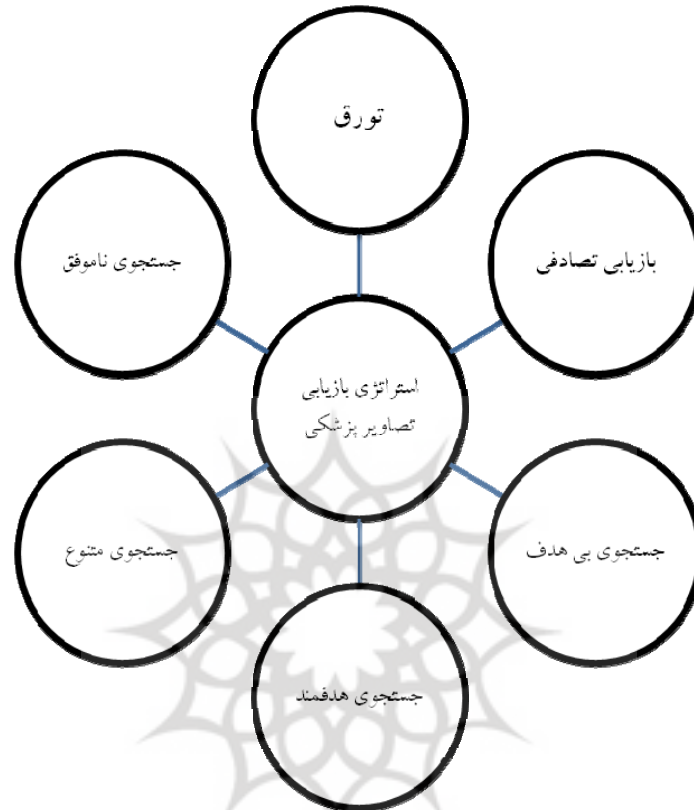 تورق
بازیابی تصادفی
جستجوی ناموفق
استراتژی بازیابی
تصاویر پزشکی
جستجوی بی هدف
جستجوی متنوع
جستجوی هدفمند